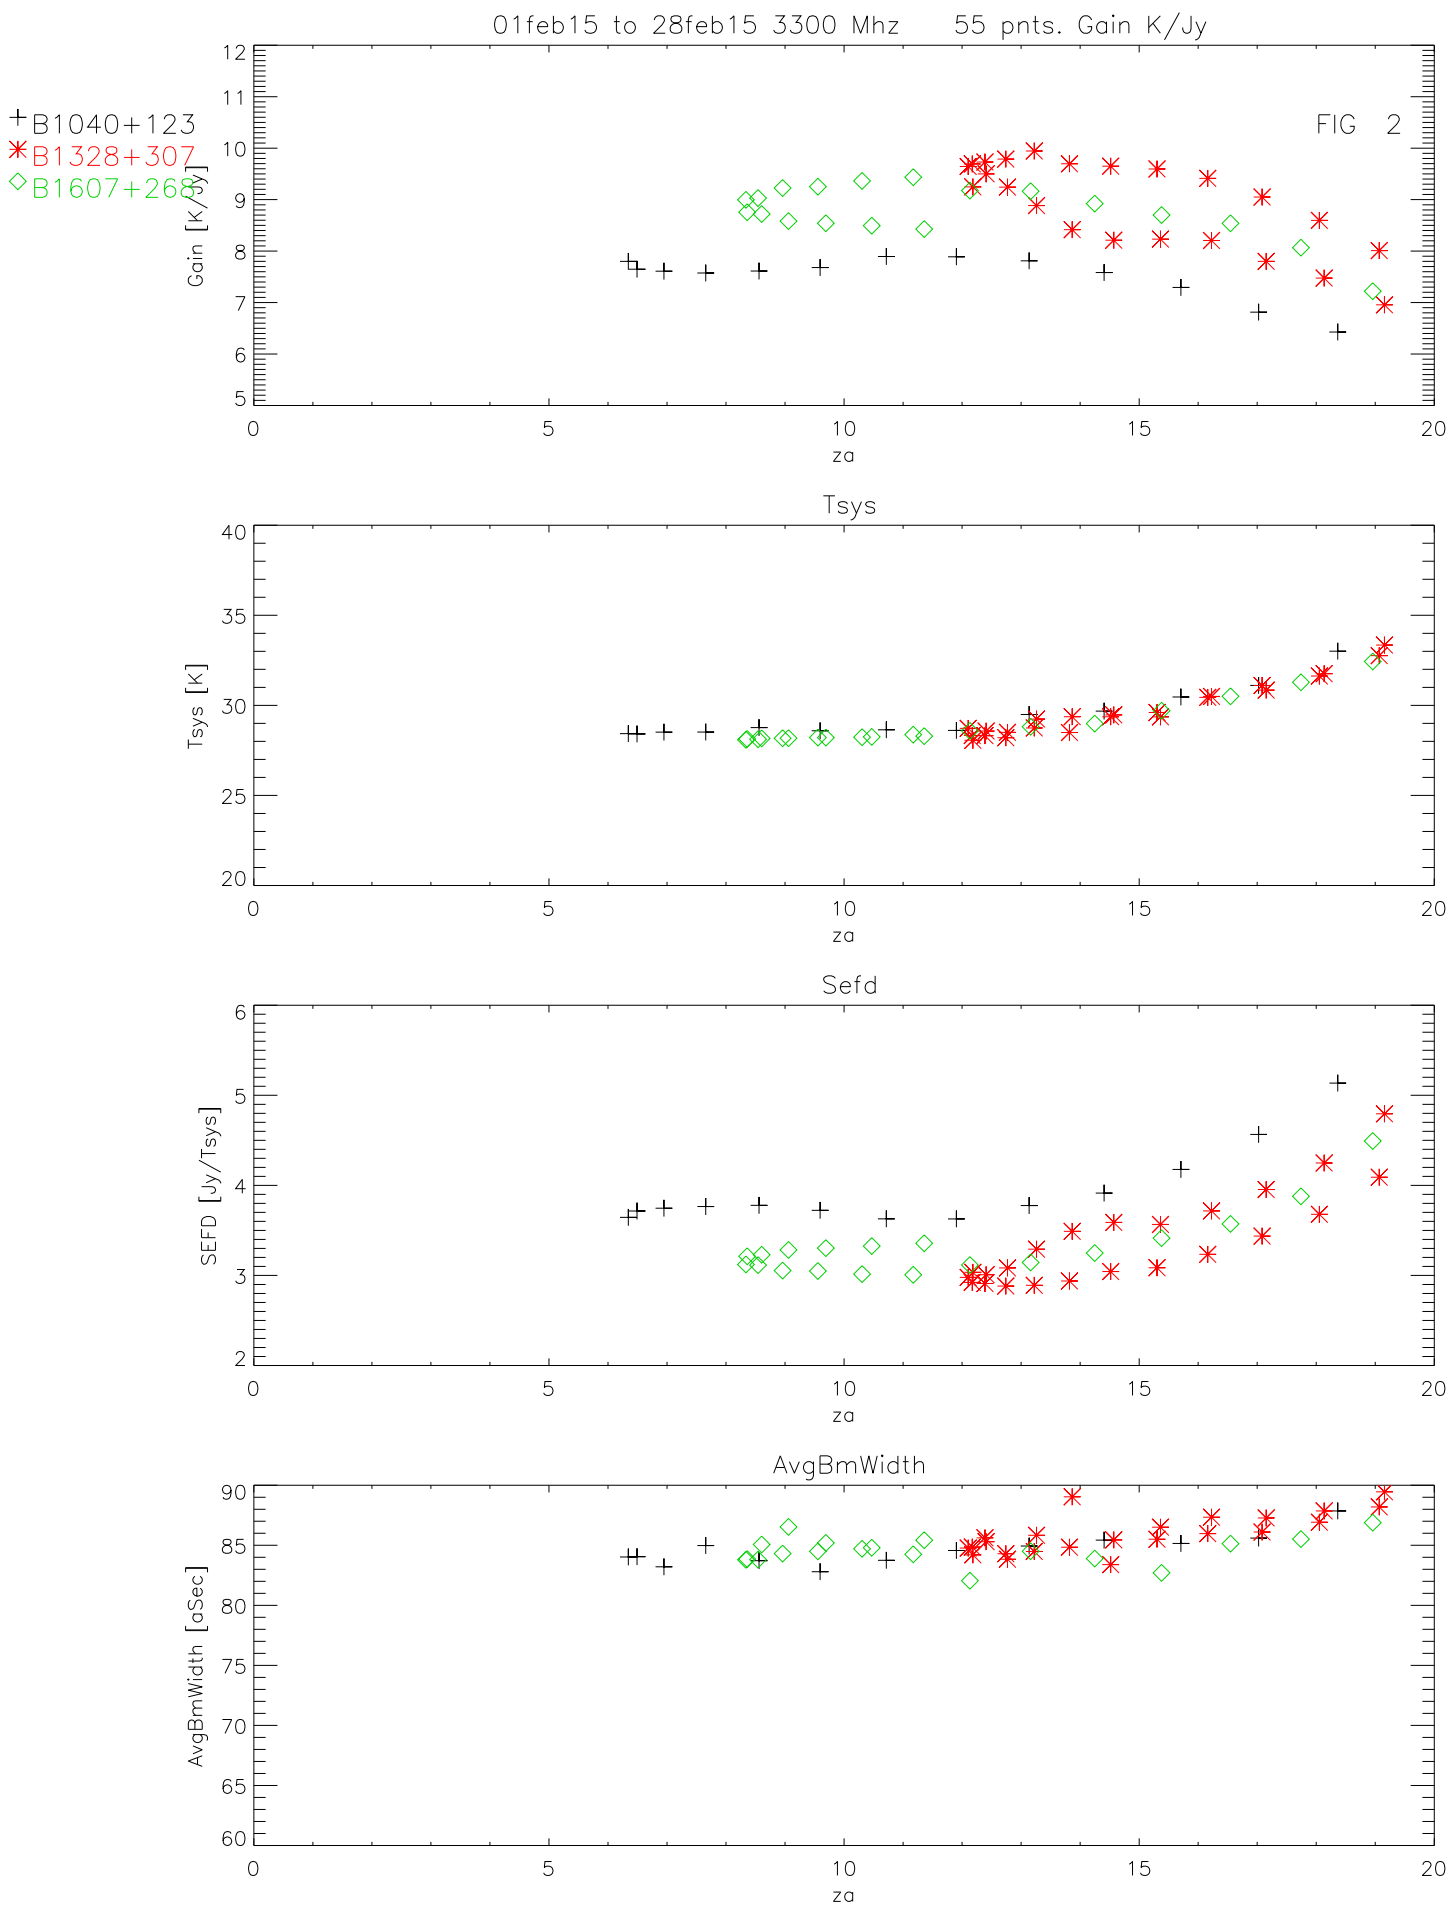 01feb15 to 28feb15 3300 Mhz 55 pnts. Gain K/Jy
B1040+123
B1328+307
B1607+268
FIG 2
Gain [K/Jy]
12
11
10
9
8
7
6
5
0 5 10 15 20
za
Tsys
Tsys [K]
40
35
30
25
20
0 5 10 15 20
za
Sefd
SEFD [Jy/Tsys]
6
5
4
3
2
0 5 10 15 20
za
AvgBmWidth
AvgBmWidth [aSec]
90
85
80
75
70
65
60
0 5 10 15 20
za